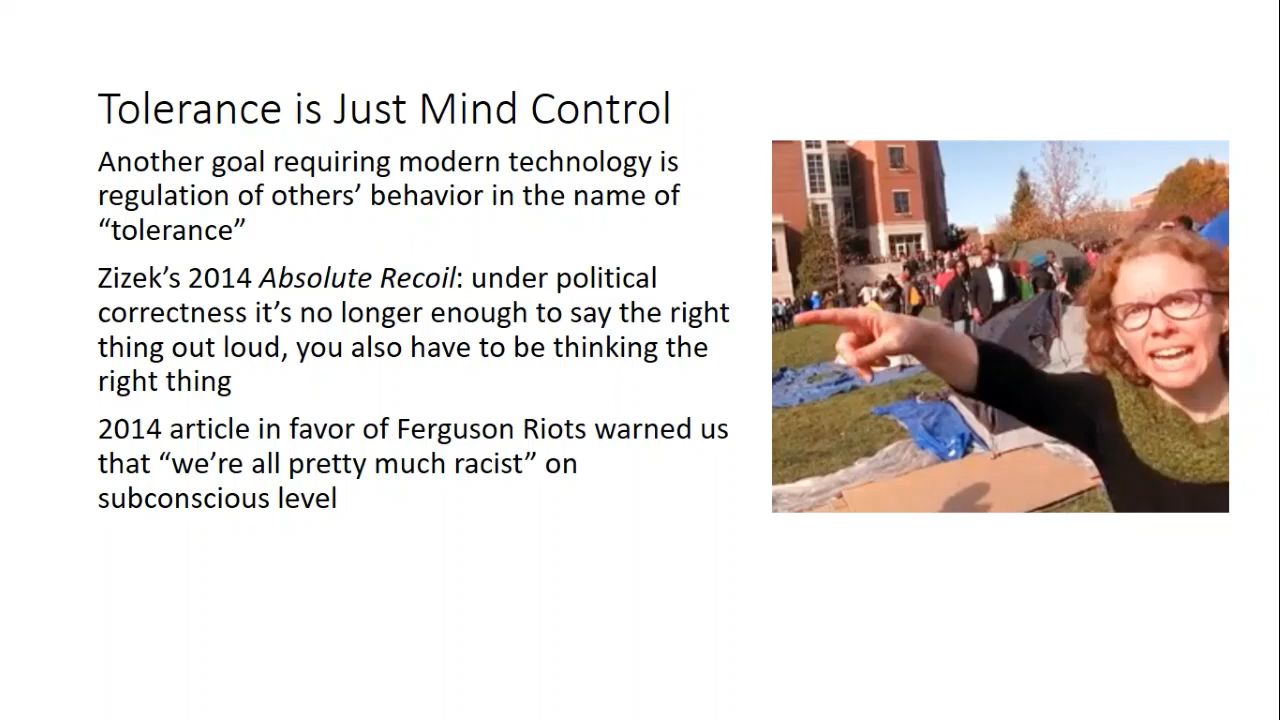 Tolerance is Just Mind Control
Another goal requiring modern technology is
regulation of others’ behavior in the name of
“tolerance”
Zizek’s 2014 Absolute Recoil: under political
correctness it’s no longer enough to say the right
thing out loud, you also have to be thinking the
right thing
2014 article in favor of Ferguson Riots warned us
that “we’re all pretty much racist” on
subconscious level